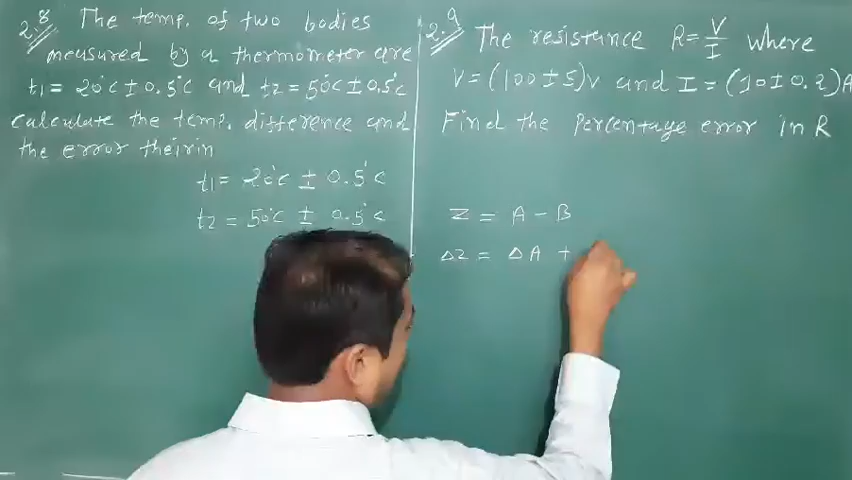 2.8 The temp. of two bodies
measured by a thermometer are
t1 = 20°c ± 0.5°c and t2 = 50°c ± 0.5°c
calculate the temp. difference and
the error theirin
t1 = 20°c ± 0.5°c
t2 = 50°c ± 0.5°c
2.9 The resistance R = V/I where
V = (100 ± 5)V and I = (10 ± 0.2)A
Find the percentage error in R
Z = A - B
ΔZ = ΔA +